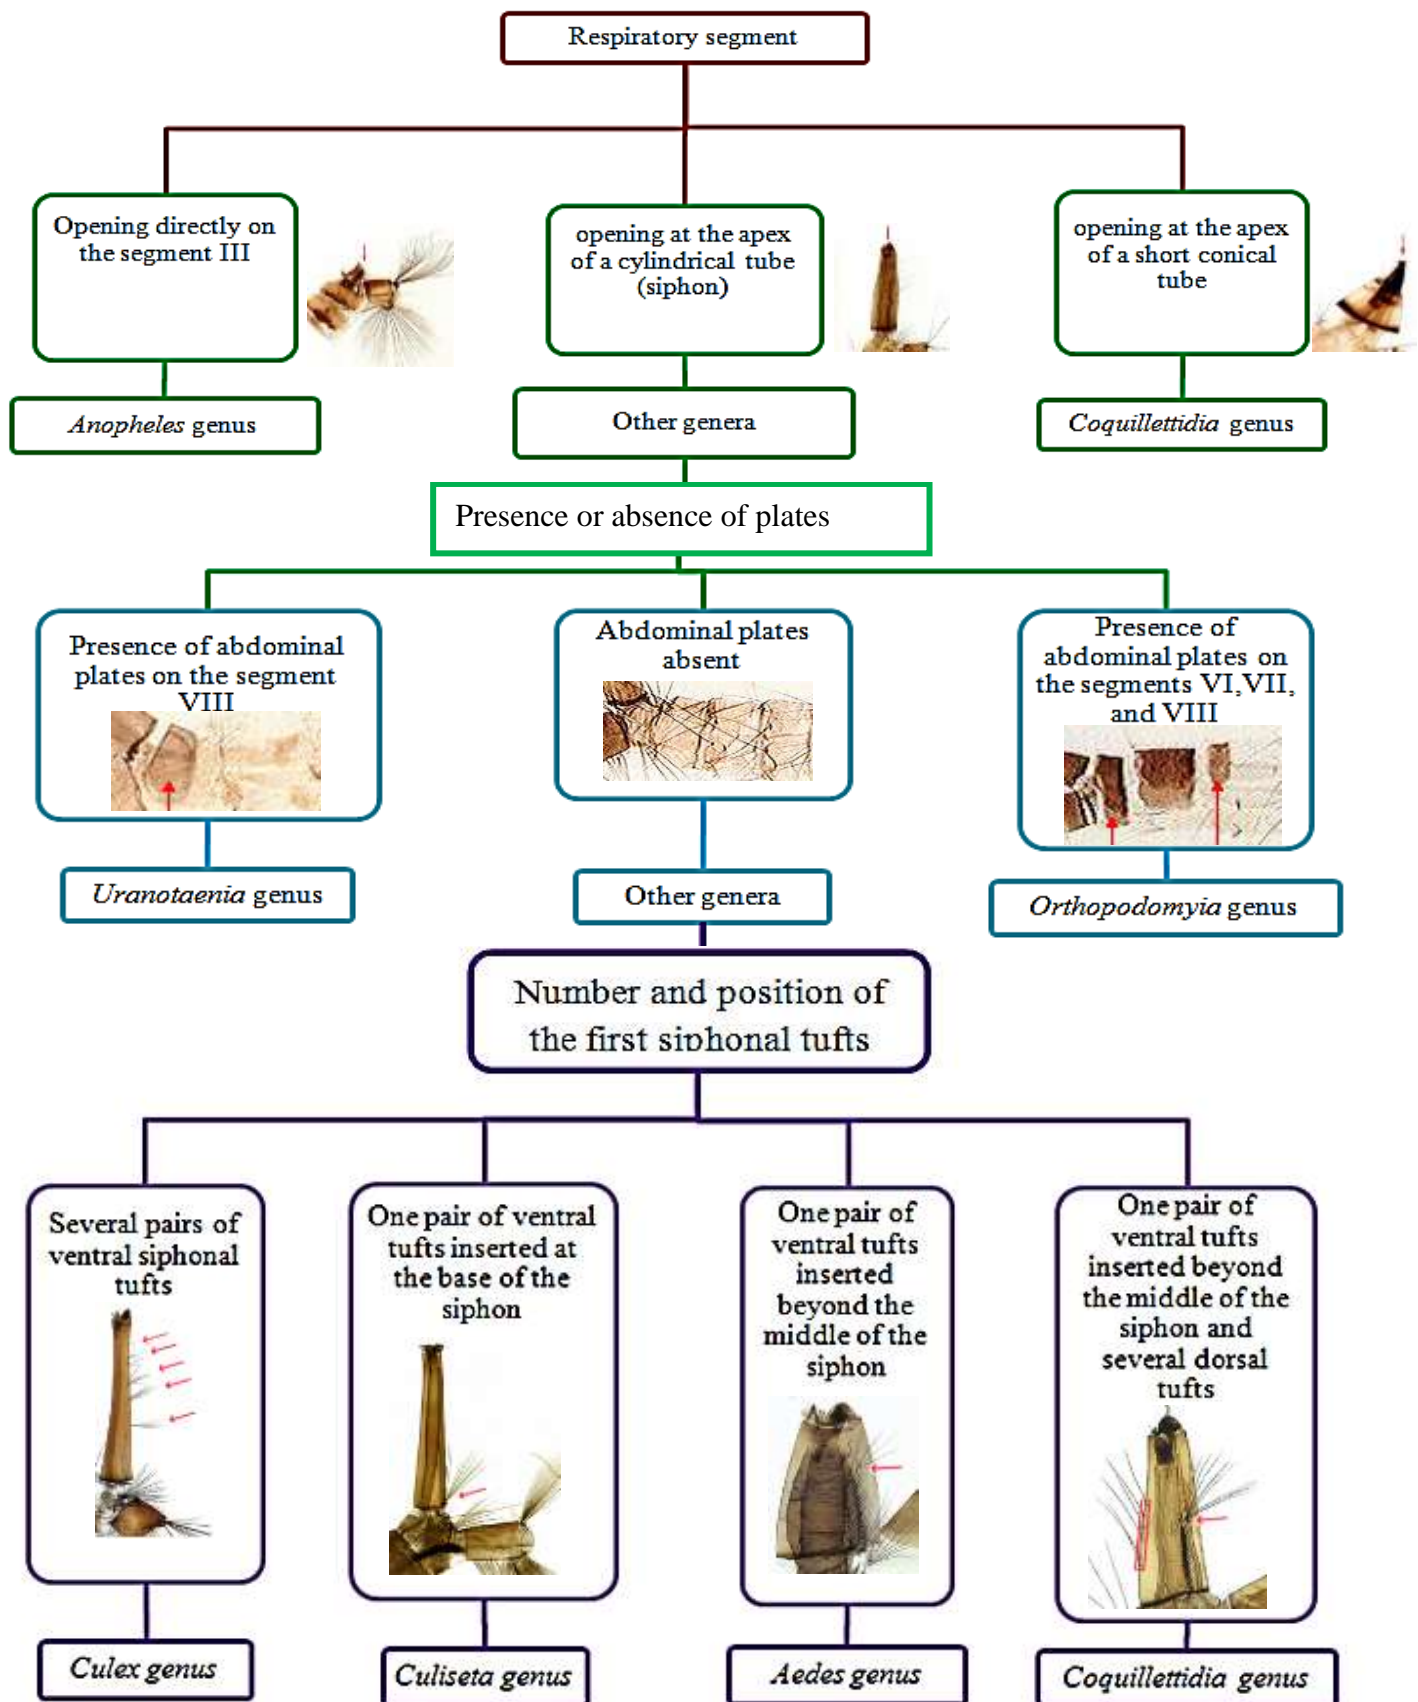 Respiratory segment
Opening directly on
the segment III
opening at the apex
of a cylindrical tube
(siphon)
opening at the apex
of a short conical
tube
Anopheles genus
Other genera
Coquillettidia genus
Presence or absence of plates
Presence of abdominal
plates on the segment
VIII
Abdominal plates
absent
Presence of
abdominal plates on
the segments VI,VII,
and VIII
Uranotaenia genus
Other genera
Orthopodomyia genus
Number and position of
the first siphonal tufts
Several pairs of
ventral siphonal
tufts
One pair of ventral
tufts inserted at
the base of the
siphon
One pair of
ventral tufts
inserted
beyond the
middle of the
siphon
One pair of
ventral tufts
inserted beyond
the middle of the
siphon and
several dorsal
tufts
Culex genus
Culiseta genus
Aedes genus
Coquillettidia genus